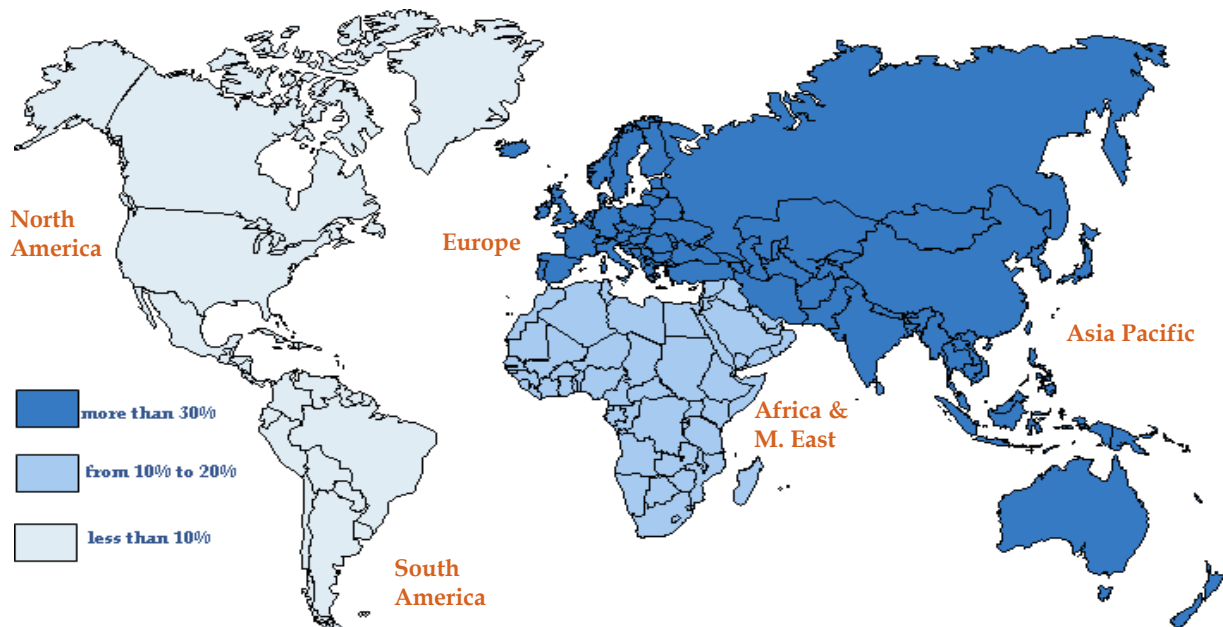 North
America
Europe
Asia Pacific
Africa &
M. East
South
America
more than 30%
from 10% to 20%
less than 10%